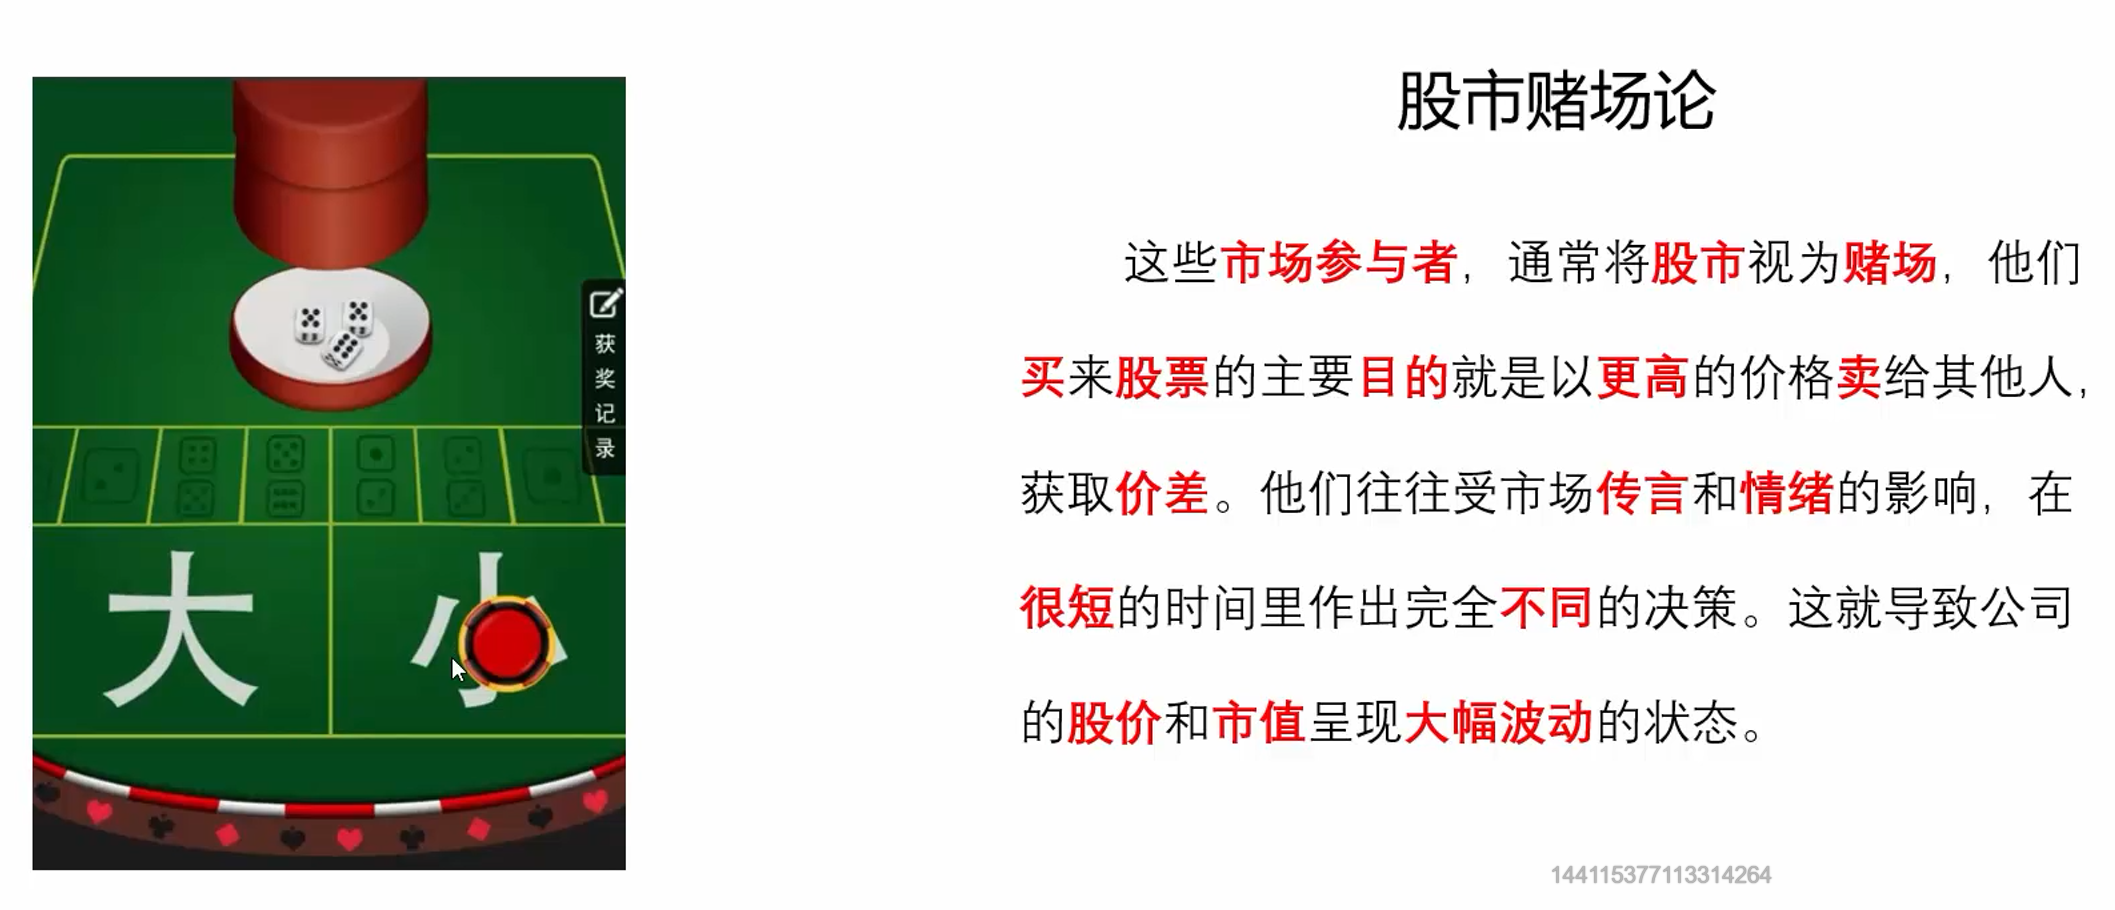 股市赌场论
这些市场参与者，通常将股市视为赌场，他们
买来股票的主要目的就是以更高的价格卖给其他人，
获取价差。他们往往受市场传言和情绪的影响，在
很短的时间里作出完全不同的决策。这就导致公司
的股价和市值呈现大幅波动的状态。
获
奖
记
录
大
小
144115377113314264